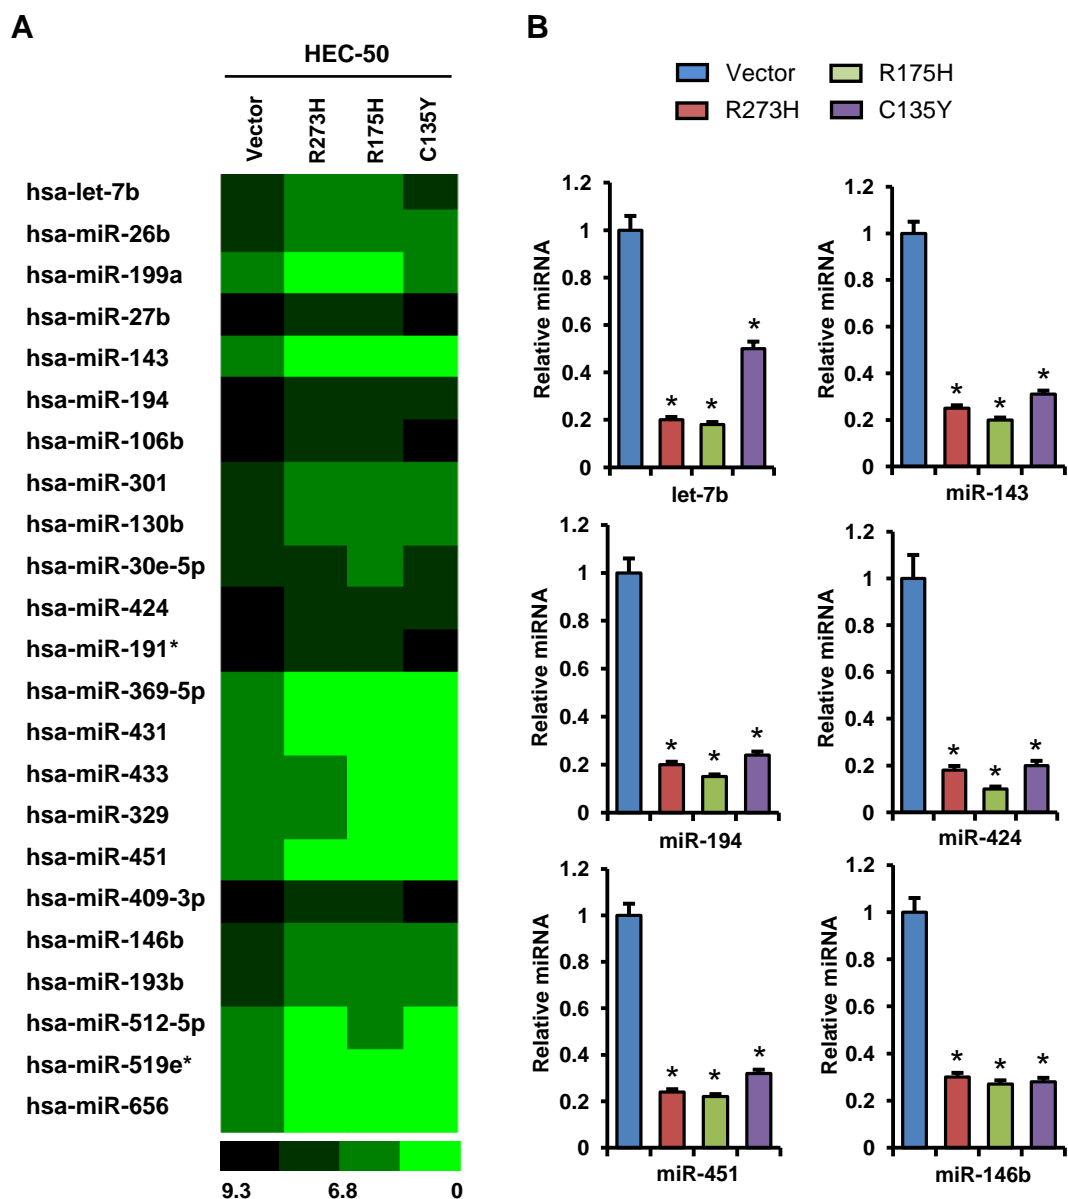 A
HEC-50
Vector
R273H
R175H
C135Y
hsa-let-7b
hsa-miR-26b
hsa-miR-199a
hsa-miR-27b
hsa-miR-143
hsa-miR-194
hsa-miR-106b
hsa-miR-301
hsa-miR-130b
hsa-miR-30e-5p
hsa-miR-424
hsa-miR-191*
hsa-miR-369-5p
hsa-miR-431
hsa-miR-433
hsa-miR-329
hsa-miR-451
hsa-miR-409-3p
hsa-miR-146b
hsa-miR-193b
hsa-miR-512-5p
hsa-miR-519e*
hsa-miR-656
9.3 6.8 0
B
Vector R175H
R273H C135Y
Relative miRNA
1.2
1
0.8
0.6
0.4
0.2
0
* * *
let-7b
Relative miRNA
1.2
1
0.8
0.6
0.4
0.2
0
* * *
miR-143
Relative miRNA
1.2
1
0.8
0.6
0.4
0.2
0
* * *
miR-194
Relative miRNA
1.2
1
0.8
0.6
0.4
0.2
0
* * *
miR-424
Relative miRNA
1.2
1
0.8
0.6
0.4
0.2
0
* * *
miR-451
Relative miRNA
1.2
1
0.8
0.6
0.4
0.2
0
* * *
miR-146b